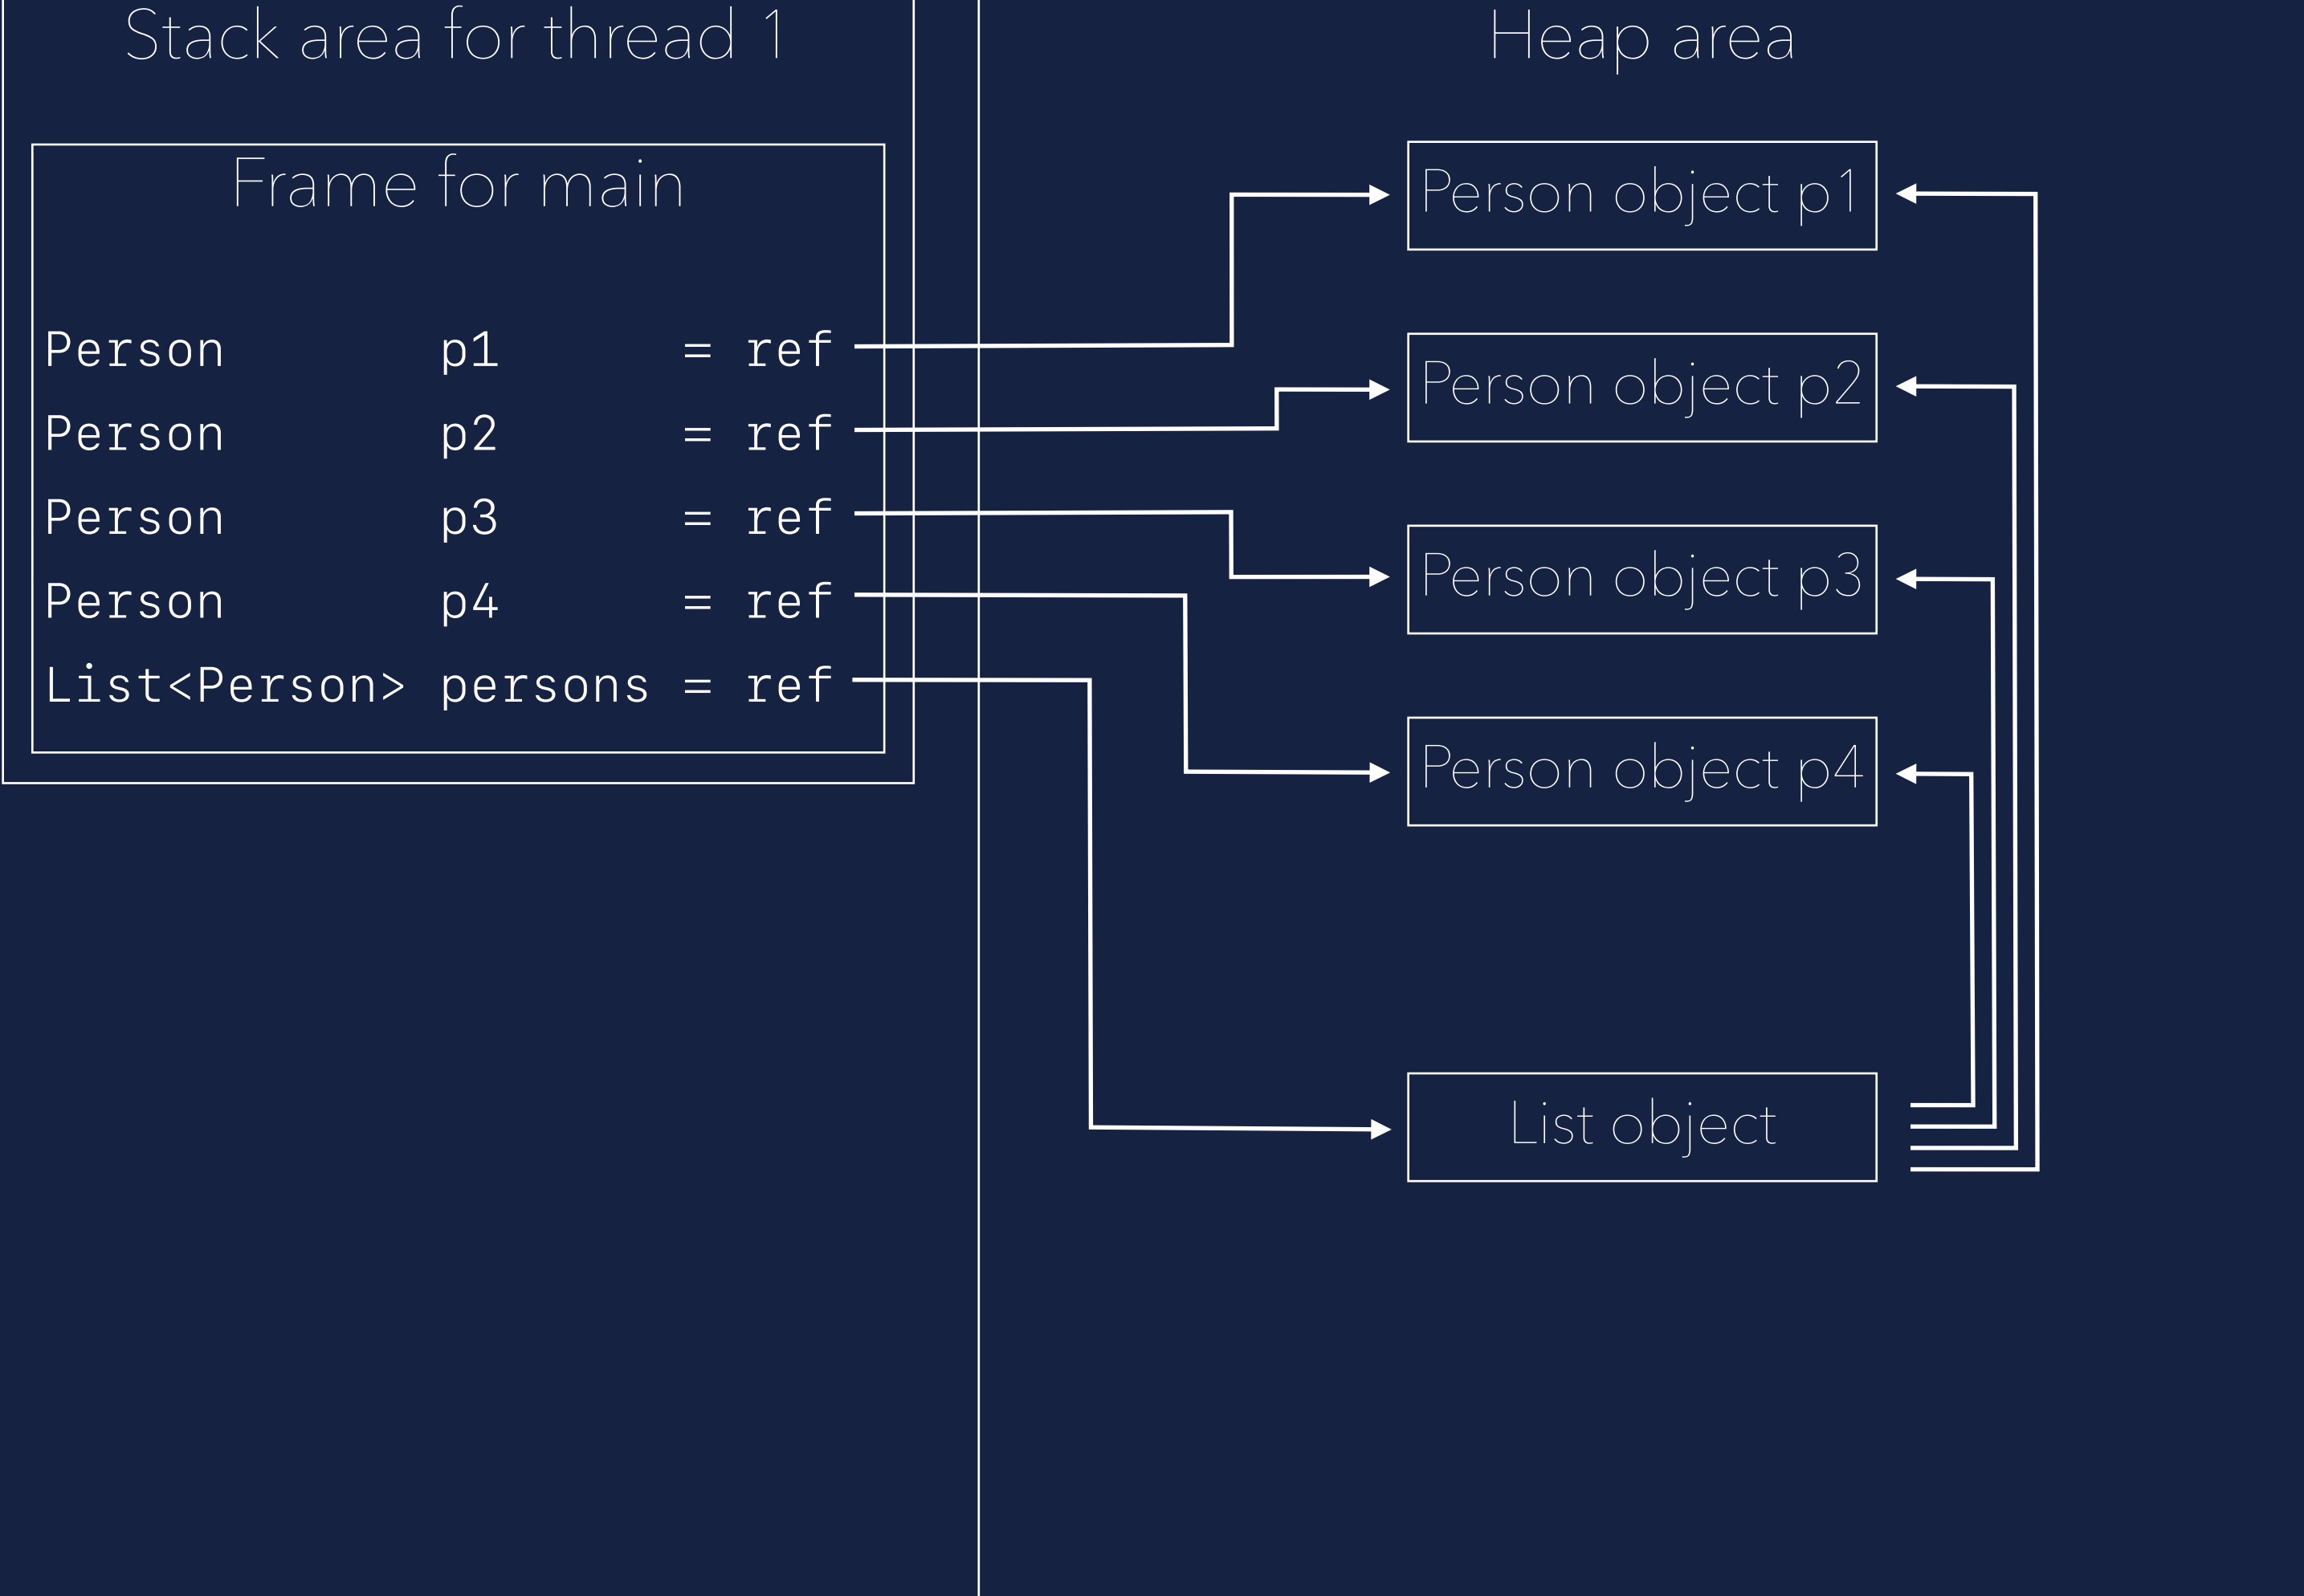 Stack area for thread 1
Frame for main
Person p1 = ref
Person p2 = ref
Person p3 = ref
Person p4 = ref
List<Person> persons = ref
Heap area
Person object p1
Person object p2
Person object p3
Person object p4
List object